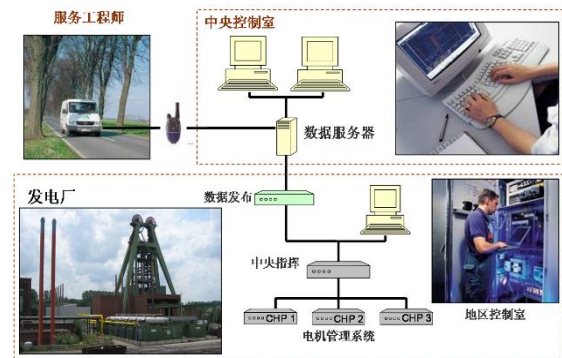 服务工程师
中央控制室
数据服务器
发电厂
数据发布
中央指挥
CHP 1
CHP 2
CHP 3
电机管理系统
地区控制室